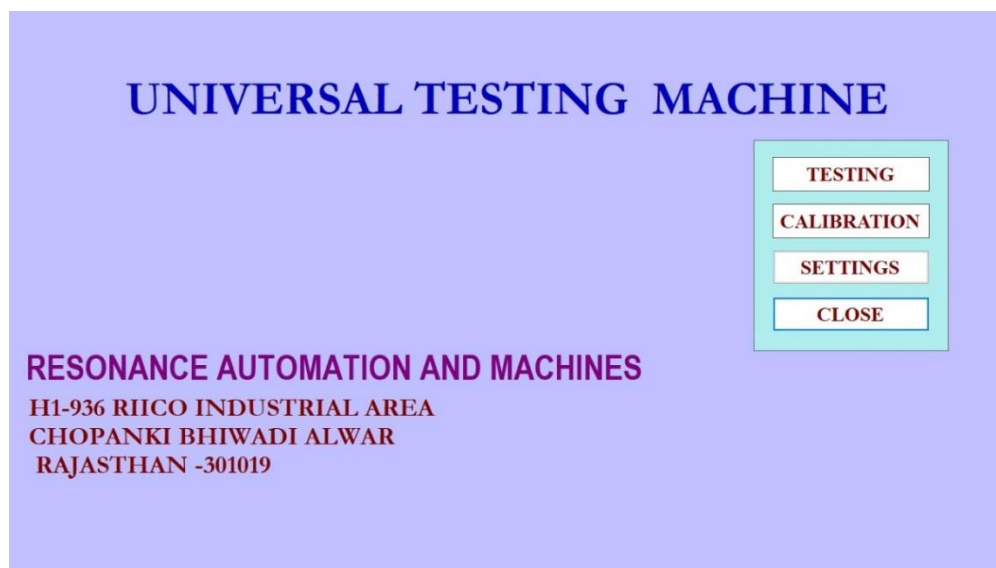 UNIVERSAL TESTING MACHINE
TESTING
CALIBRATION
SETTINGS
CLOSE
RESONANCE AUTOMATION AND MACHINES
H1-936 RIICO INDUSTRIAL AREA
CHOPANKI BHIWADI ALWAR
RAJASTHAN -301019